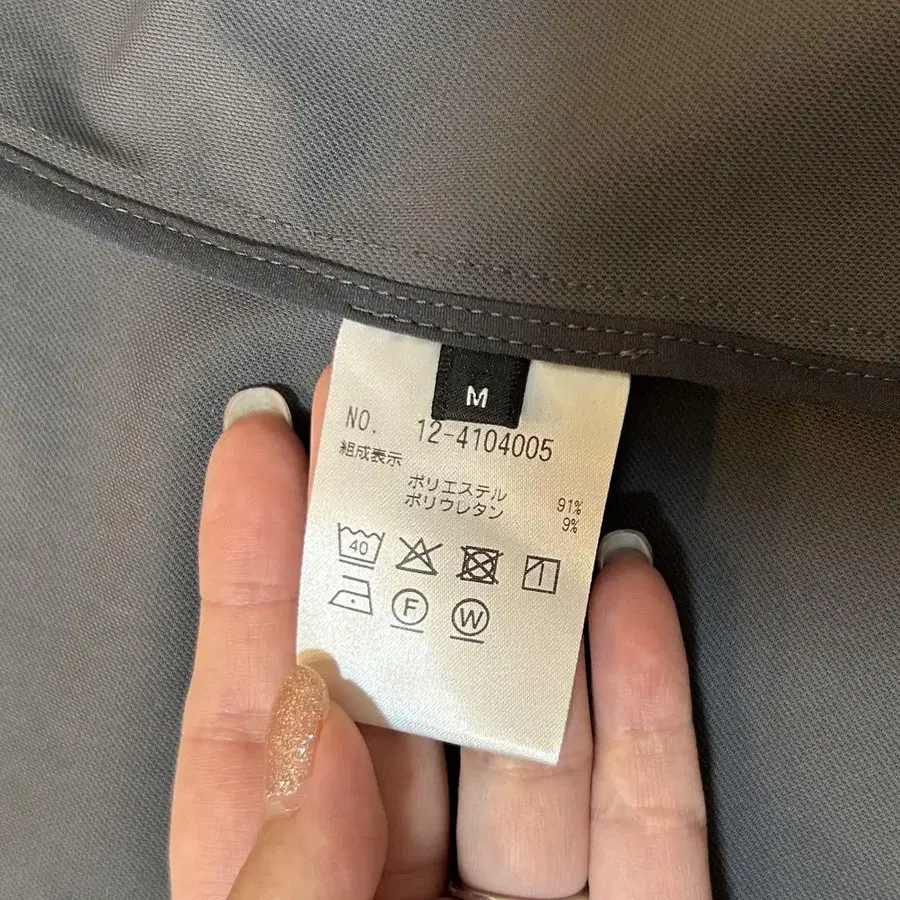 M
NO. 12-4104005
組成表示
ポリエステル 91%
ポリウレタン 9%
40
F W